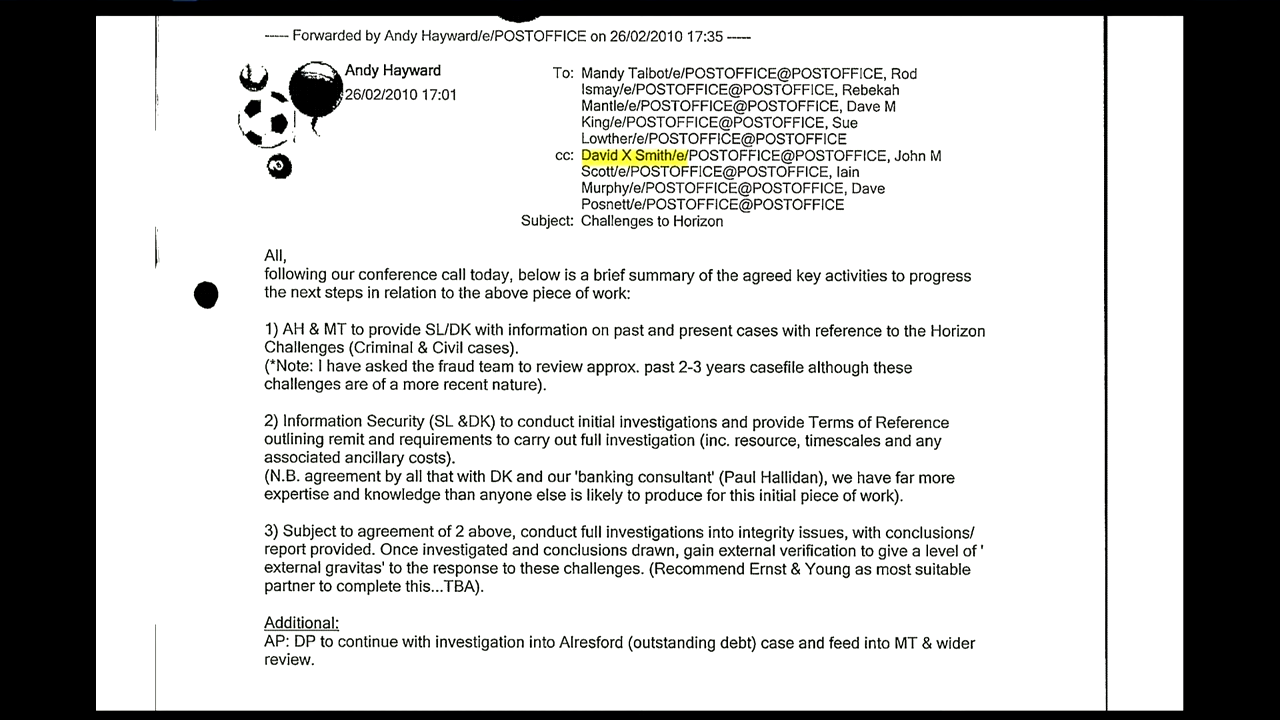 ----- Forwarded by Andy Hayward/e/POSTOFFICE on 26/02/2010 17:35 -----
Andy Hayward
26/02/2010 17:01
To: Mandy Talbot/e/POSTOFFICE@POSTOFFICE, Rod
Ismay/e/POSTOFFICE@POSTOFFICE, Rebekah
Mantle/e/POSTOFFICE@POSTOFFICE, Dave M
King/e/POSTOFFICE@POSTOFFICE, Sue
Lowther/e/POSTOFFICE@POSTOFFICE
cc: David X Smith/e/POSTOFFICE@POSTOFFICE, John M
Scott/e/POSTOFFICE@POSTOFFICE, Iain
Murphy/e/POSTOFFICE@POSTOFFICE, Dave
Posnett/e/POSTOFFICE@POSTOFFICE
Subject: Challenges to Horizon
All,
following our conference call today, below is a brief summary of the agreed key activities to progress
the next steps in relation to the above piece of work:
1) AH & MT to provide SL/DK with information on past and present cases with reference to the Horizon
Challenges (Criminal & Civil cases).
(*Note: I have asked the fraud team to review approx. past 2-3 years casefile although these
challenges are of a more recent nature).
2) Information Security (SL &DK) to conduct initial investigations and provide Terms of Reference
outlining remit and requirements to carry out full investigation (inc. resource, timescales and any
associated ancillary costs).
(N.B. agreement by all that with DK and our 'banking consultant' (Paul Hallidan), we have far more
expertise and knowledge than anyone else is likely to produce for this initial piece of work).
3) Subject to agreement of 2 above, conduct full investigations into integrity issues, with conclusions/
report provided. Once investigated and conclusions drawn, gain external verification to give a level of '
external gravitas' to the response to these challenges. (Recommend Ernst & Young as most suitable
partner to complete this...TBA).
Additional:
AP: DP to continue with investigation into Alresford (outstanding debt) case and feed into MT & wider
review.